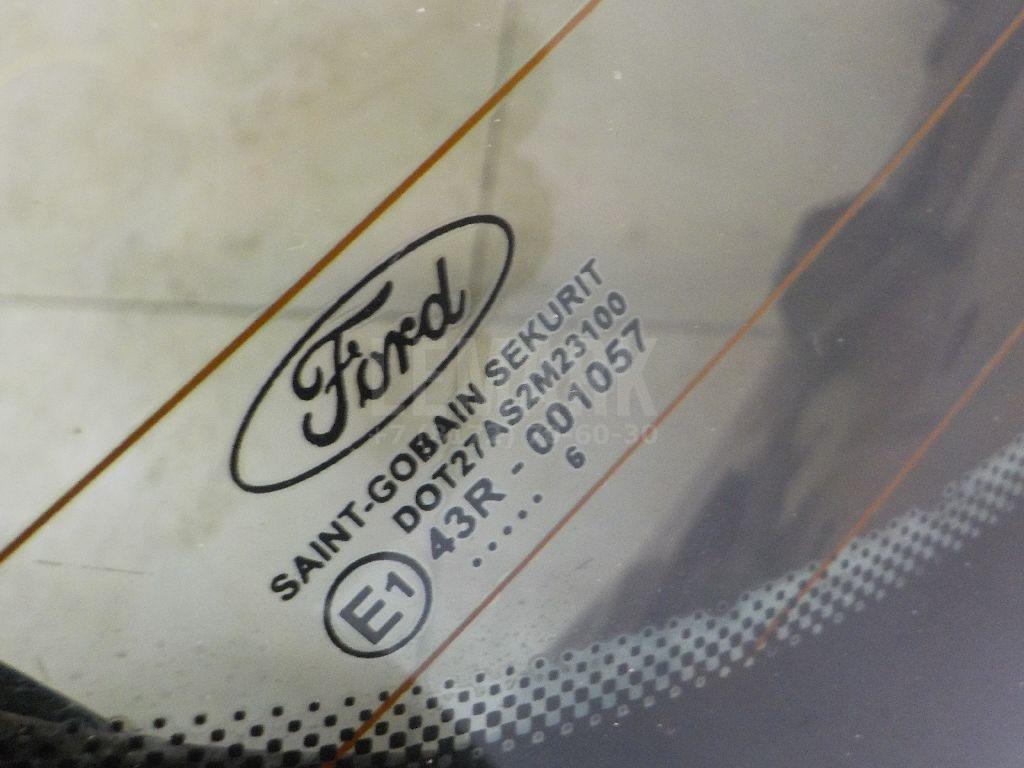 Ford
SAINT-GOBAIN SEKURIT
DOT27AS2M23100
43R - 001057
E1
..... 6